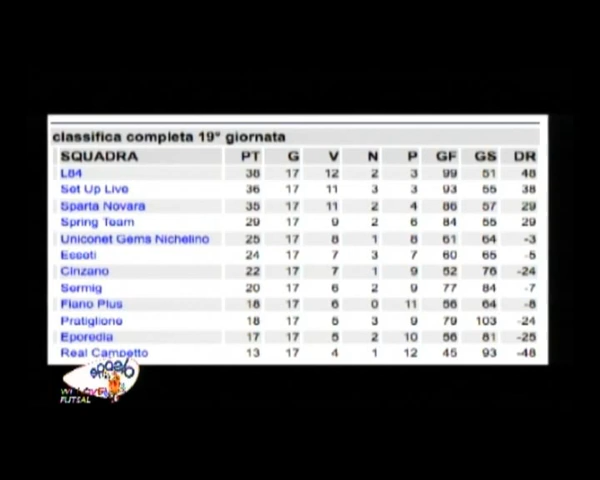 classifica completa 19° giornata
SQUADRA PT G V N P GF GS DR
L84 38 17 12 2 3 99 51 48
Set Up Live 36 17 11 3 3 93 55 38
Sparta Novara 35 17 11 2 4 86 57 29
Spring Team 29 17 9 2 6 84 55 29
Uniconet Gems Nichelino 25 17 8 1 8 61 64 -3
Essoti 24 17 7 3 7 60 65 -5
Cinzano 22 17 7 1 9 52 76 -24
Sermig 20 17 6 2 9 77 84 -7
Fiano Plus 18 17 6 0 11 56 64 -8
Pratiglione 18 17 5 3 9 79 103 -24
Eporedia 17 17 5 2 10 56 81 -25
Real Campetto 13 17 4 1 12 45 93 -48
FUTSAL